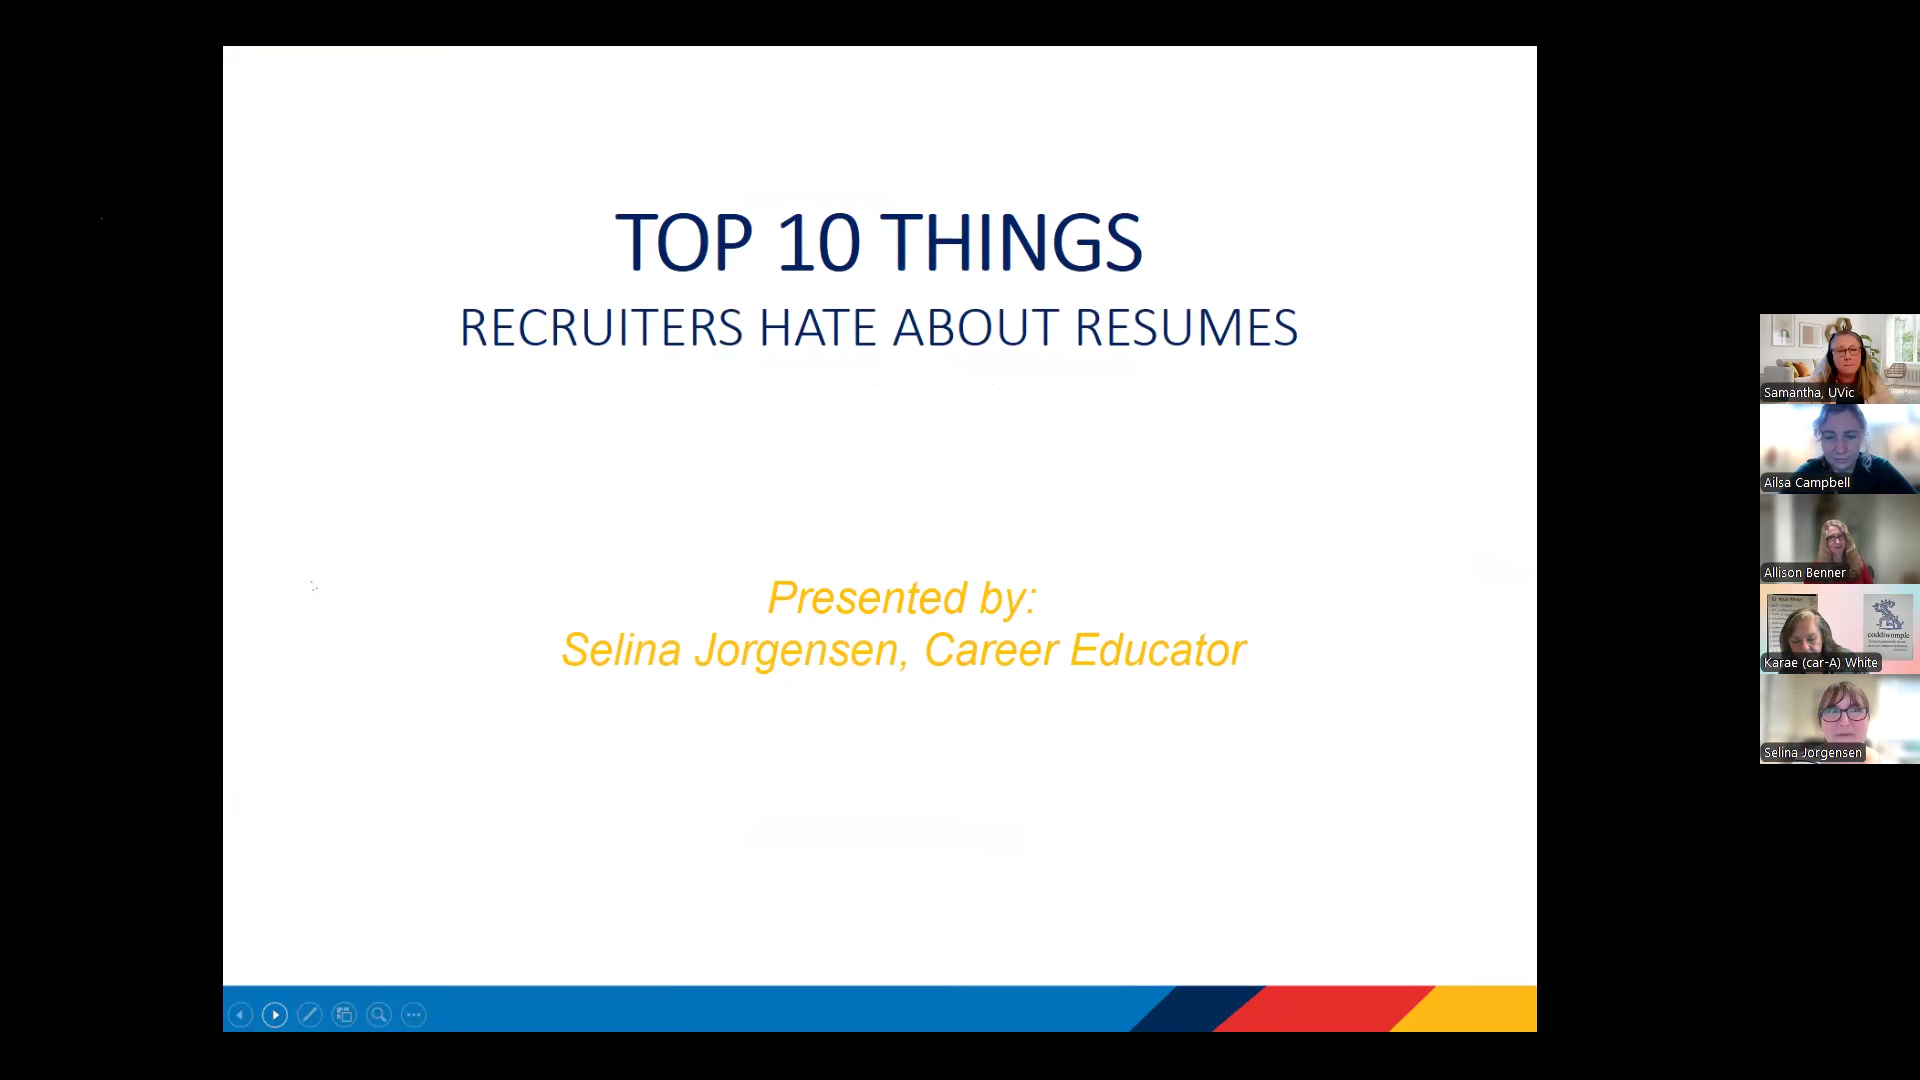 TOP 10 THINGS
RECRUITERS HATE ABOUT RESUMES
Presented by:
Selina Jorgensen, Career Educator
Samantha, UVic
Ailsa Campbell
Allison Benner
coddiwomple
Karae (car-A) White
Selina Jorgensen